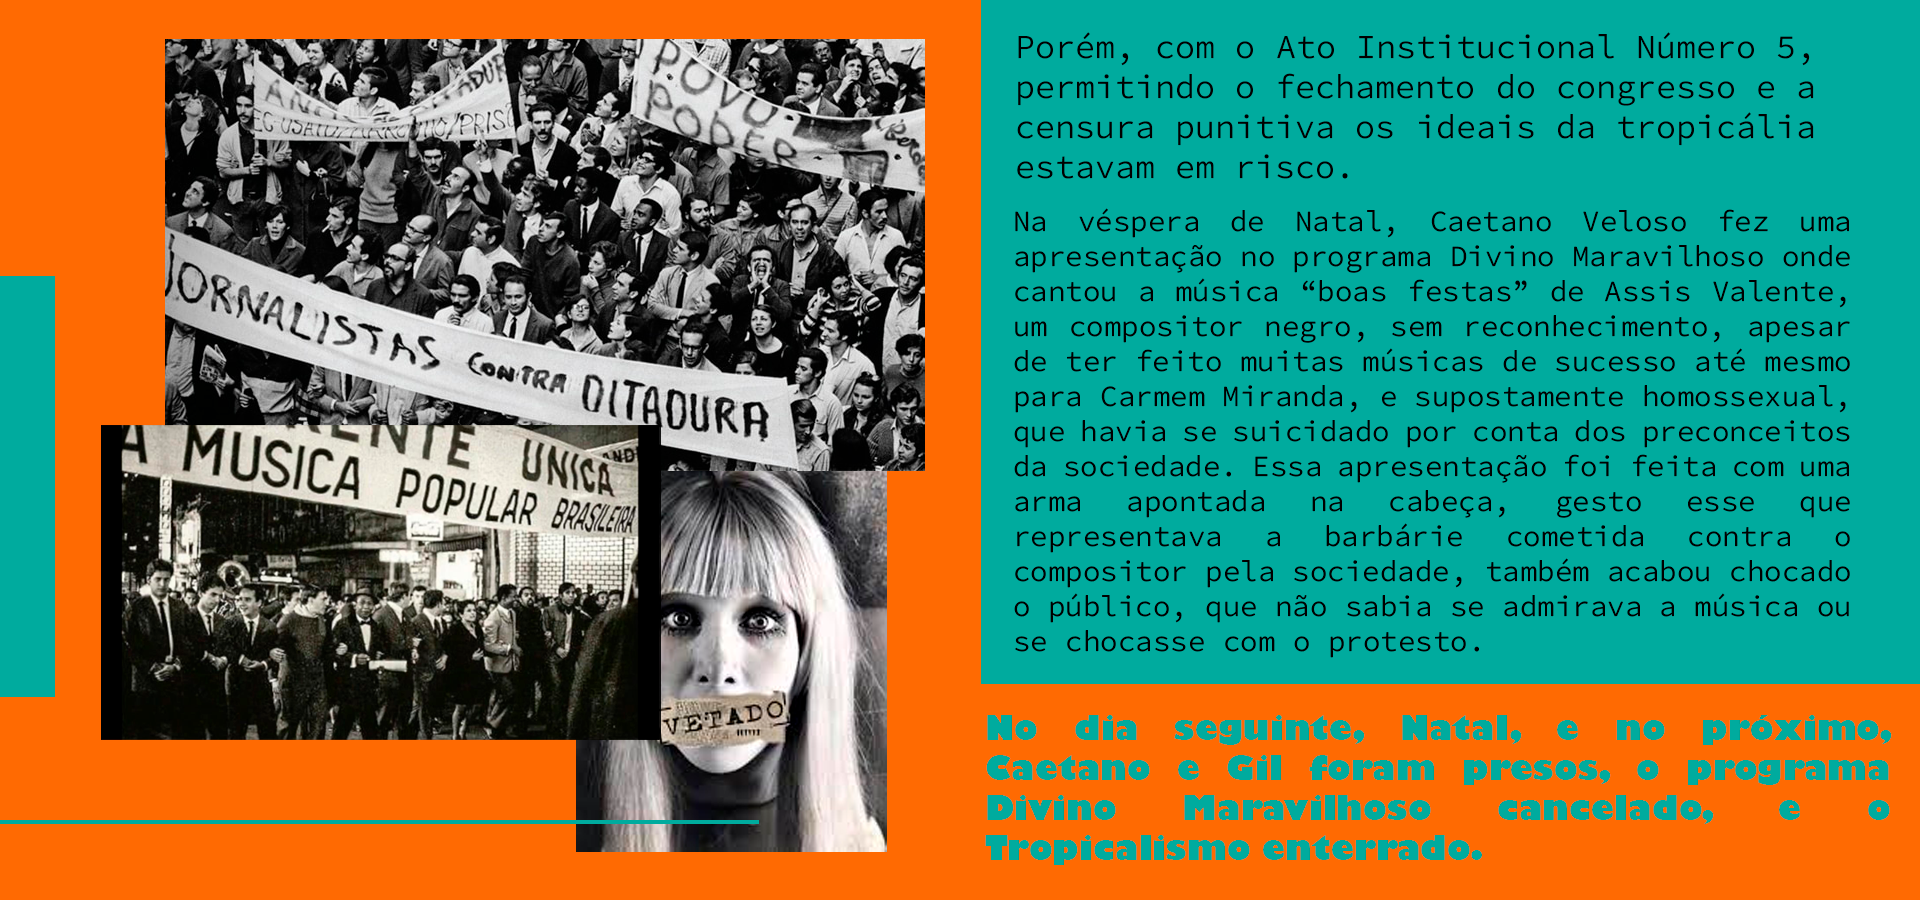 POVO
PODER
JORNALISTAS CONTRA DITADURA
UNICA
A MUSICA POPULAR BRASILEIRA
VETADO
Porém, com o Ato Institucional Número 5,
permitindo o fechamento do congresso e a
censura punitiva os ideais da tropicália
estavam em risco.
Na véspera de Natal, Caetano Veloso fez uma
apresentação no programa Divino Maravilhoso onde
cantou a música “boas festas” de Assis Valente,
um compositor negro, sem reconhecimento, apesar
de ter feito muitas músicas de sucesso até mesmo
para Carmem Miranda, e supostamente homossexual,
que havia se suicidado por conta dos preconceitos
da sociedade. Essa apresentação foi feita com uma
arma apontada na cabeça, gesto esse que
representava a barbárie cometida contra o
compositor pela sociedade, também acabou chocado
o público, que não sabia se admirava a música ou
se chocasse com o protesto.
No dia seguinte, Natal, e no próximo,
Caetano e Gil foram presos, o programa
Divino Maravilhoso cancelado, e o
Tropicalismo enterrado.